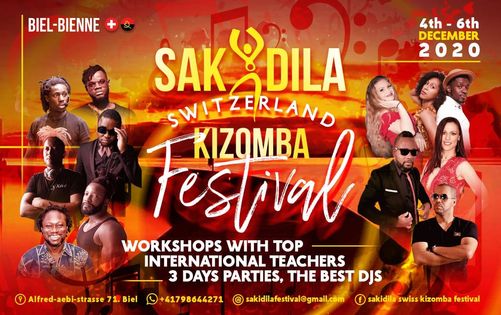 BIEL-BIENNE
4th - 6th
DECEMBER
2020
SAKIDILA
SWITZERLAND
KIZOMBA
Festival
WORKSHOPS WITH TOP
INTERNATIONAL TEACHERS
3 DAYS PARTIES, THE BEST DJS
Alfred-aebi-strasse 71. Biel
+41798644271
sakidilafestival@gmail.com
sakidila swiss kizomba festival